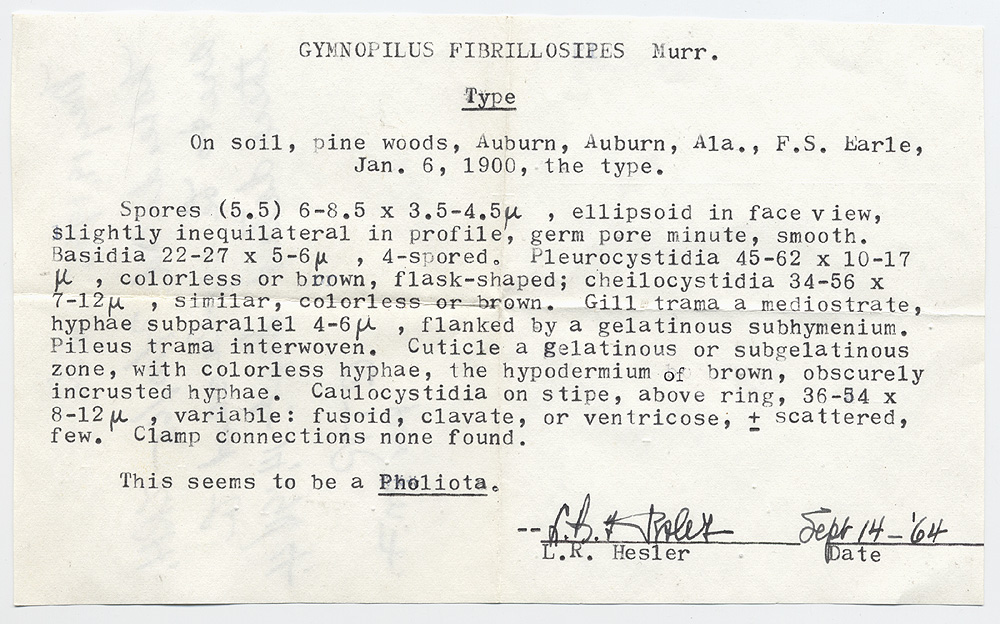 GYMNOPILUS FIBRILLOSIPES Murr.
Type
On soil, pine woods, Auburn, Auburn, Ala., F.S. Earle,
Jan. 6, 1900, the type.
Spores (5.5) 6-8.5 x 3.5-4.5μ , ellipsoid in face view,
slightly inequilateral in profile, germ pore minute, smooth.
Basidia 22-27 x 5-6μ , 4-spored. Pleurocystidia 45-62 x 10-17
μ , colorless or brown, flask-shaped; cheilocystidia 34-56 x
7-12μ , similar, colorless or brown. Gill trama a mediostrate,
hyphae subparallel 4-6μ , flanked by a gelatinous subhymenium.
Pileus trama interwoven. Cuticle a gelatinous or subgelatinous
zone, with colorless hyphae, the hypodermium of brown, obscurely
incrusted hyphae. Caulocystidia on stipe, above ring, 36-54 x
8-12μ , variable: fusoid, clavate, or ventricose, ± scattered,
few. Clamp connections none found.
This seems to be a Pholiota.
-- Sept 14-'64
L.R. Hesler Date